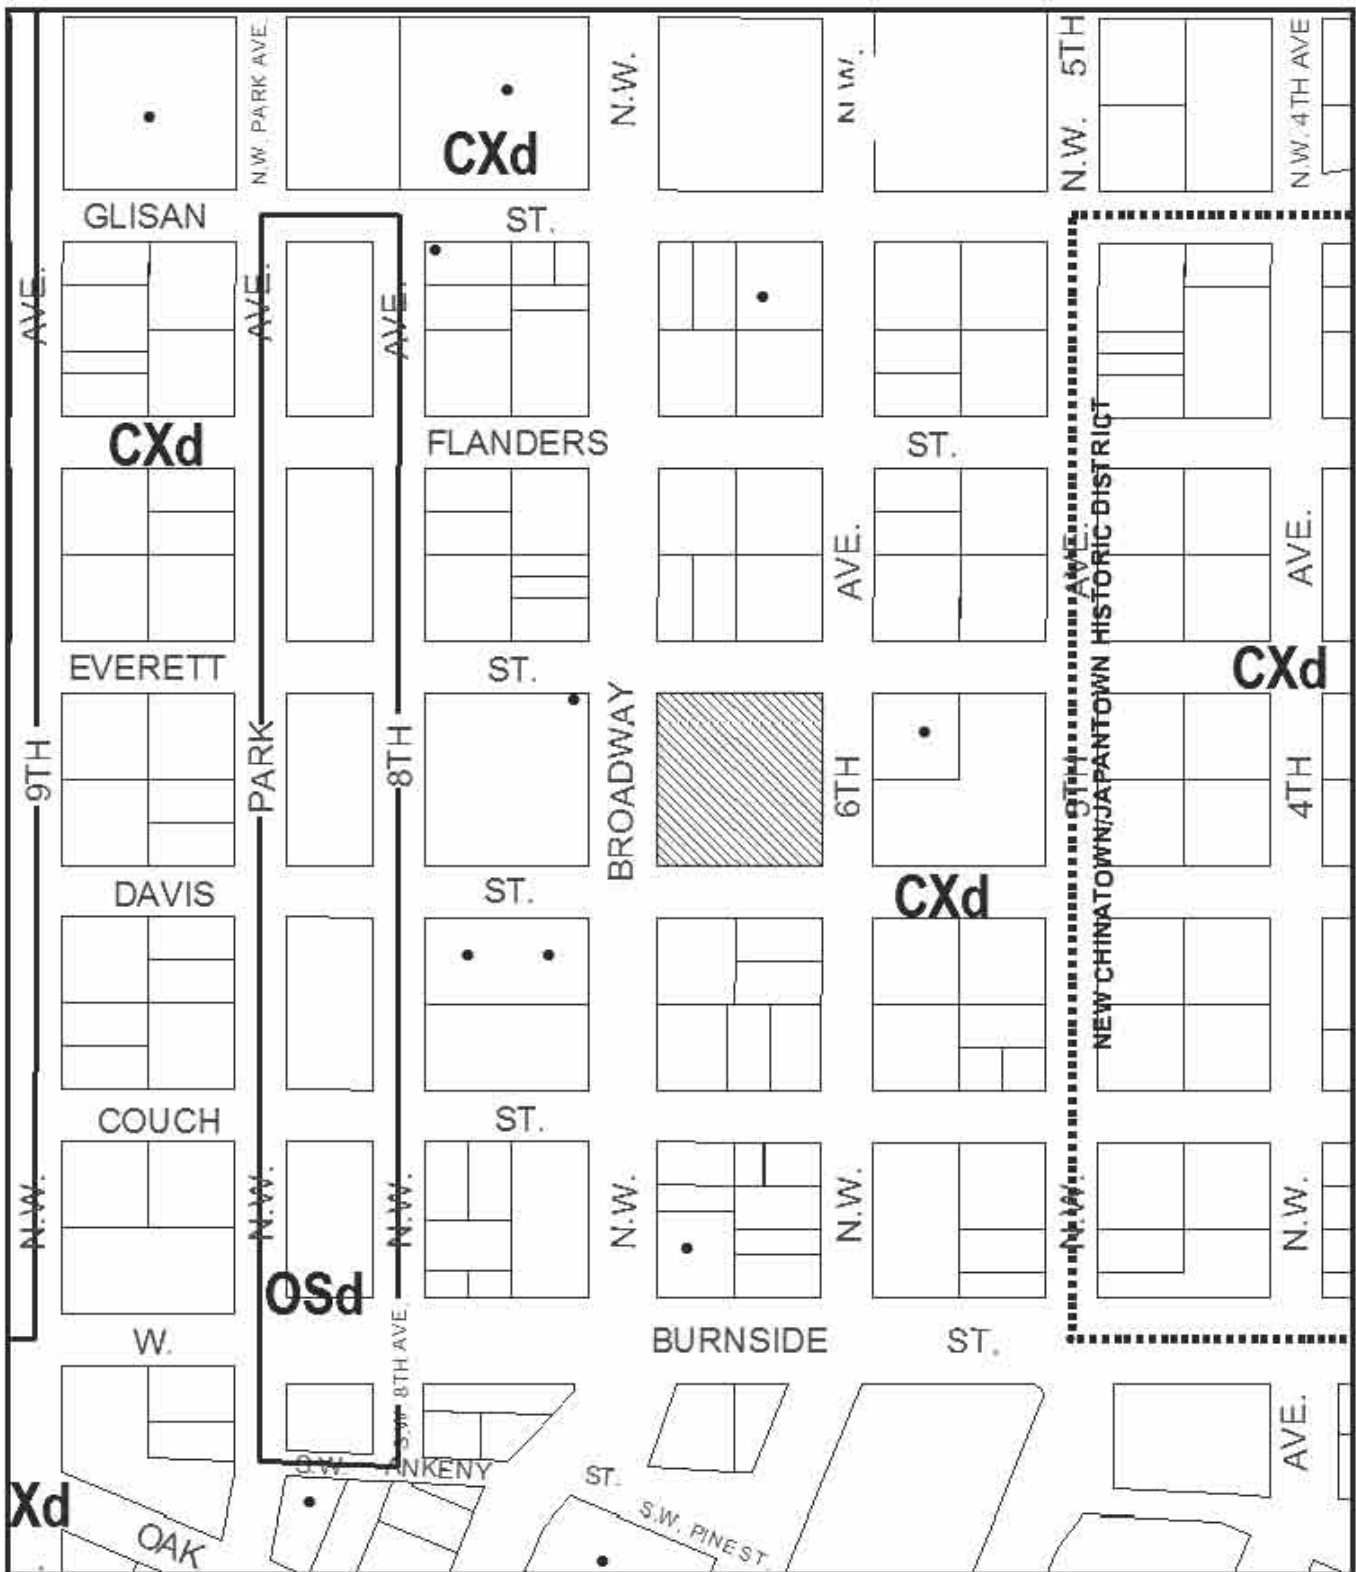 N.W. PARK AVE.
N.W.
N.W.
N.W. 5TH
N.W. 4TH AVE
CXd
GLISAN ST.
AVE.
AVE.
AVE.
CXd
FLANDERS ST.
AVE.
AVE.
AVE.
NEW CHINATOWN/JAPANTOWN HISTORIC DISTRICT
EVERETT ST.
CXd
9TH
PARK
8TH
BROADWAY
6TH
5TH
4TH
DAVIS ST.
CXd
COUCH ST.
N.W.
N.W.
N.W.
N.W.
N.W.
N.W.
N.W.
OSd
W. BURNSIDE ST.
S.W. 8TH AVE.
AVE.
S.W. ANKENY ST.
Xd
OAK
S.W. PINE ST.